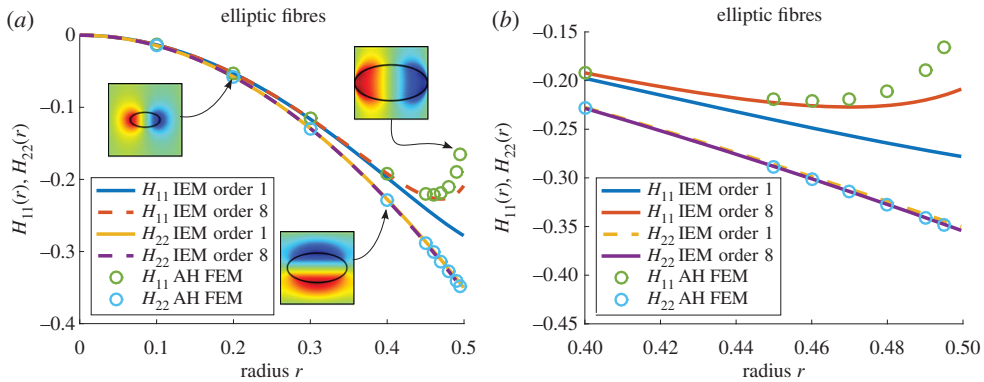 (a) elliptic fibres
0
−0.1
−0.2
−0.3
−0.4
H11(r), H22(r)
H11 IEM order 1
H11 IEM order 8
H22 IEM order 1
H22 IEM order 8
H11 AH FEM
H22 AH FEM
0 0.1 0.2 0.3 0.4 0.5
radius r
(b) elliptic fibres
−0.15
−0.20
−0.25
−0.30
−0.35
−0.40
−0.45
H11(r), H22(r)
H11 IEM order 1
H11 IEM order 8
H22 IEM order 1
H22 IEM order 8
H11 AH FEM
H22 AH FEM
0.40 0.42 0.44 0.46 0.48 0.50
radius r